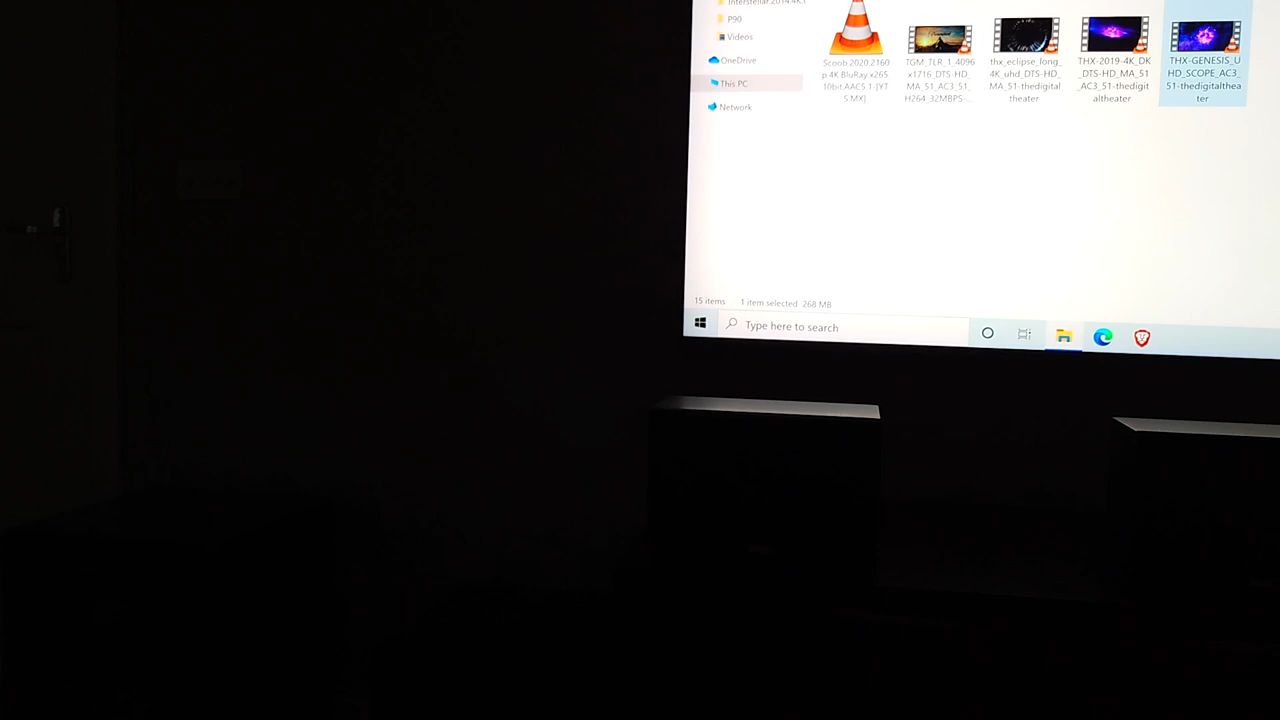 Interstellar.2014.4K.
P90
Videos
OneDrive
This PC
Network
Scoob 2020.2160
p.4K.BluRay.x265
10bit.AAC5.1-[YT
S.MX]
TGM_TLR_1_4096
x1716_DTS-HD_
MA_51_AC3_51_
H264_32MBPS-...
thx_eclipse_long_
4K_uhd_DTS-HD_
MA_51-thedigital
theater
THX-2019-4K_DK
_DTS-HD_MA_51
_AC3_51-thedigit
altheater
THX-GENESIS_U
HD_SCOPE_AC3_
51-thedigitalthea
ter
15 items 1 item selected 268 MB
Type here to search